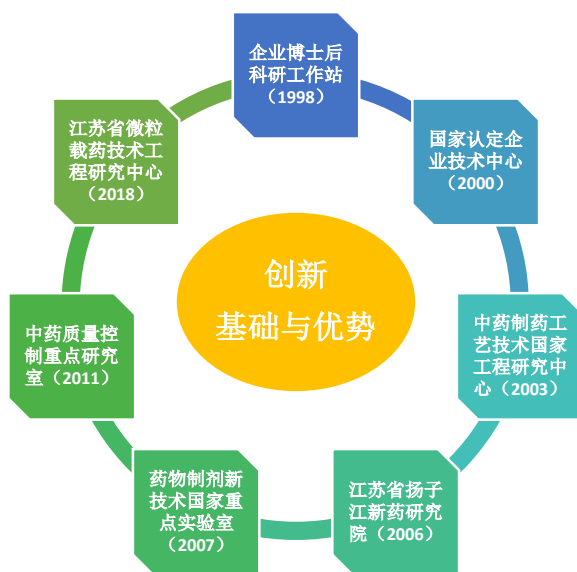 企业博士后
科研工作站
（1998）
国家认定企
业技术中心
（2000）
中药制药工
艺技术国家
工程研究中
心（2003）
江苏省扬子
江新药研究
院（2006）
药物制剂新
技术国家重
点实验室
（2007）
中药质量控
制重点研究
室（2011）
江苏省微粒
载药技术工
程研究中心
（2018）
创新
基础与优势